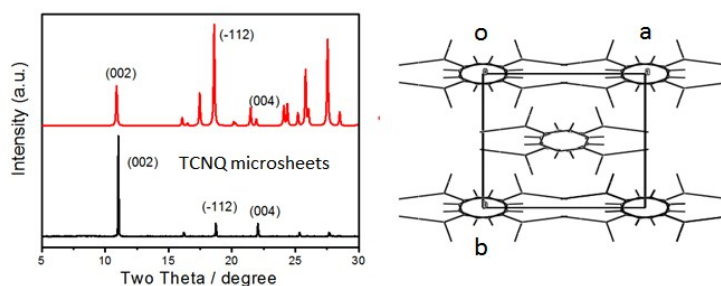 Intensity (a.u.)
(002)
(-112)
(004)
TCNQ microsheets
(002)
(-112)
(004)
5 10 15 20 25 30
Two Theta / degree
o
a
b